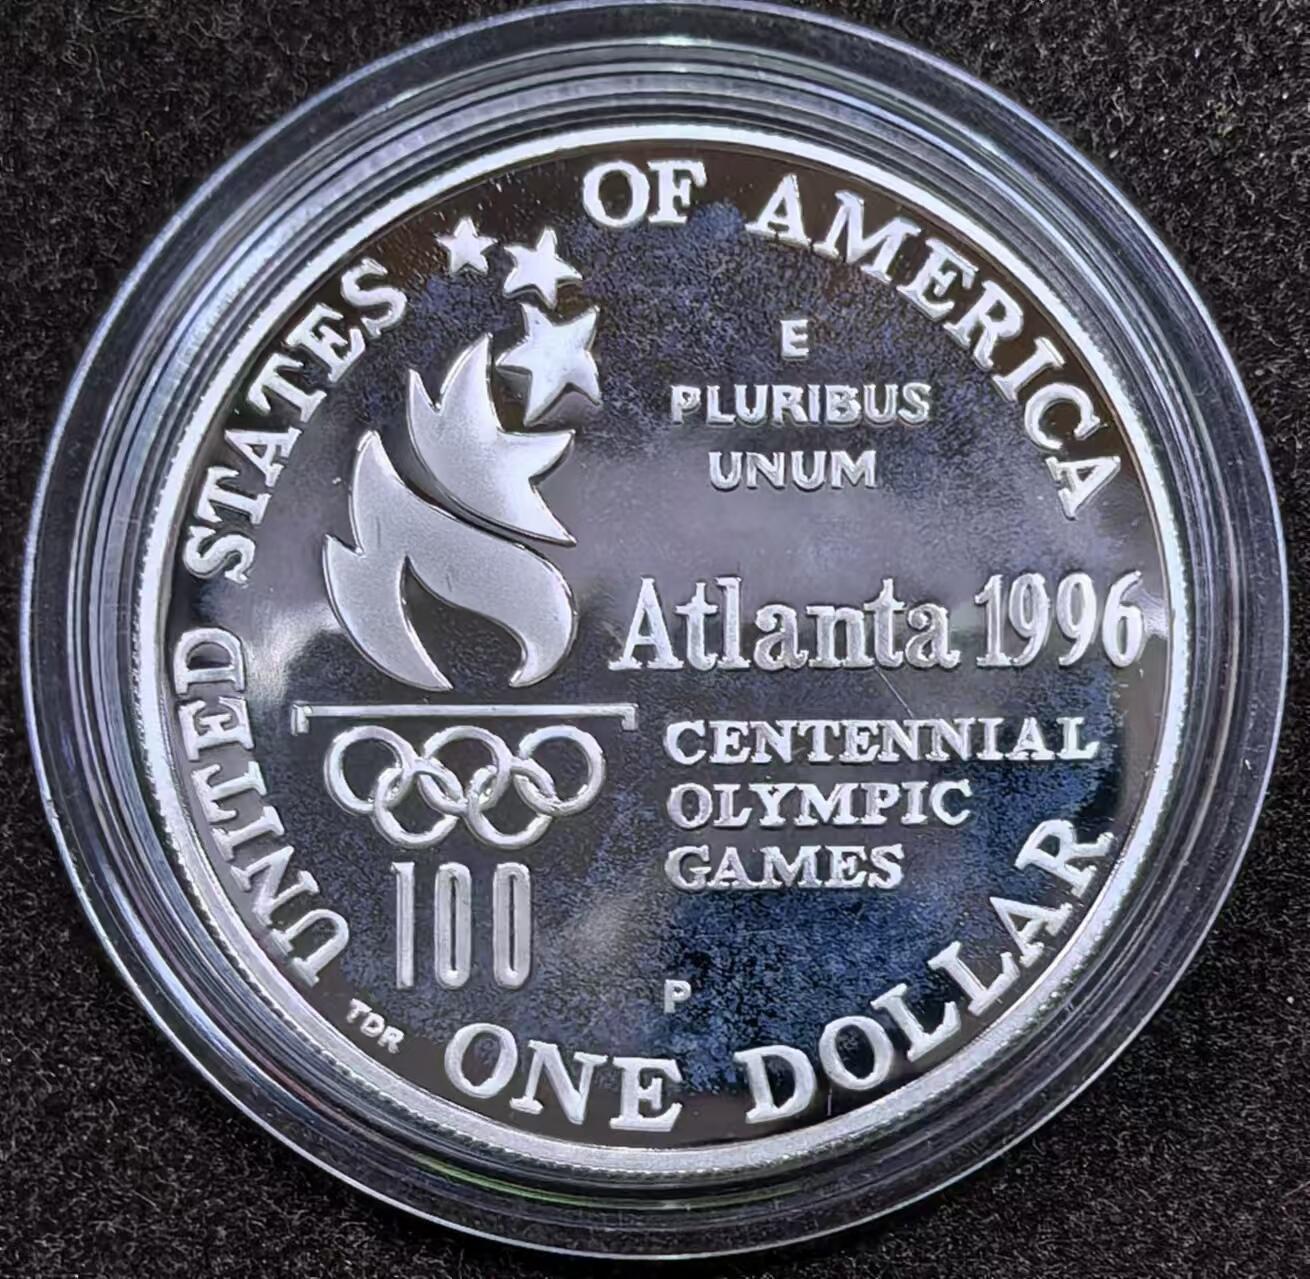 UNITED STATES OF AMERICA
E
PLURIBUS
UNUM
Atlanta 1996
CENTENNIAL
OLYMPIC
GAMES
100
P
TDR
ONE DOLLAR